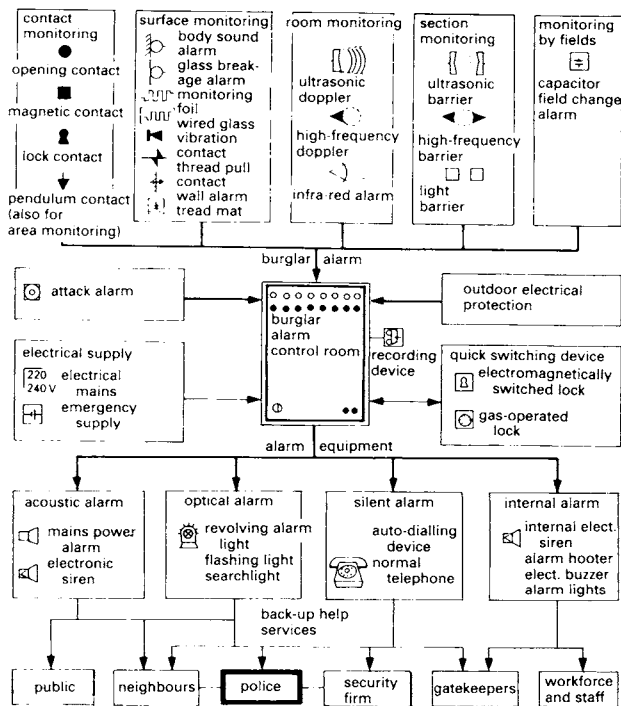 contact
monitoring
opening contact
magnetic contact
lock contact
pendulum contact
(also for
area monitoring)
surface monitoring
body sound
alarm
glass break-
age alarm
monitoring
foil
wired glass
vibration
contact
thread pull
contact
wall alarm
tread mat
room monitoring
ultrasonic
doppler
high-frequency
doppler
infra-red alarm
section
monitoring
ultrasonic
barrier
high-frequency
barrier
light
barrier
monitoring
by fields
capacitor
field change
alarm
burglar alarm
attack alarm
electrical supply
220
240 V
electrical
mains
emergency
supply
burglar
alarm
control room
recording
device
outdoor electrical
protection
quick switching device
electromagnetically
switched lock
gas-operated
lock
alarm equipment
acoustic alarm
mains power
alarm
electronic
siren
optical alarm
revolving alarm
light
flashing light
searchlight
silent alarm
auto-dialling
device
normal
telephone
internal alarm
internal elect.
siren
alarm hooter
elect. buzzer
alarm lights
back-up help
services
public
neighbours
police
security
firm
gatekeepers
workforce
and staff